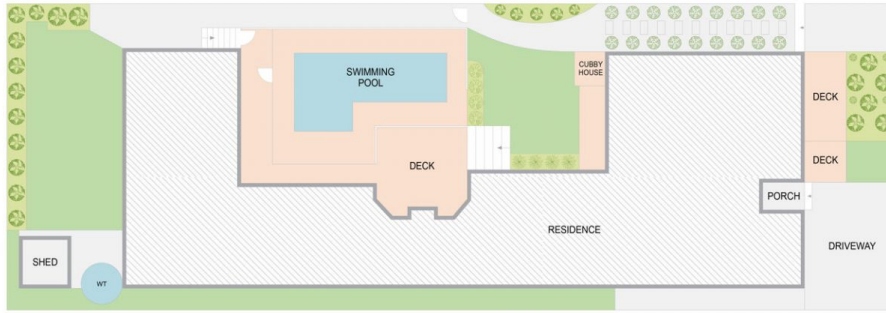 SWIMMING
POOL
CUBBY
HOUSE
DECK
DECK
DECK
PORCH
RESIDENCE
DRIVEWAY
SHED
WT